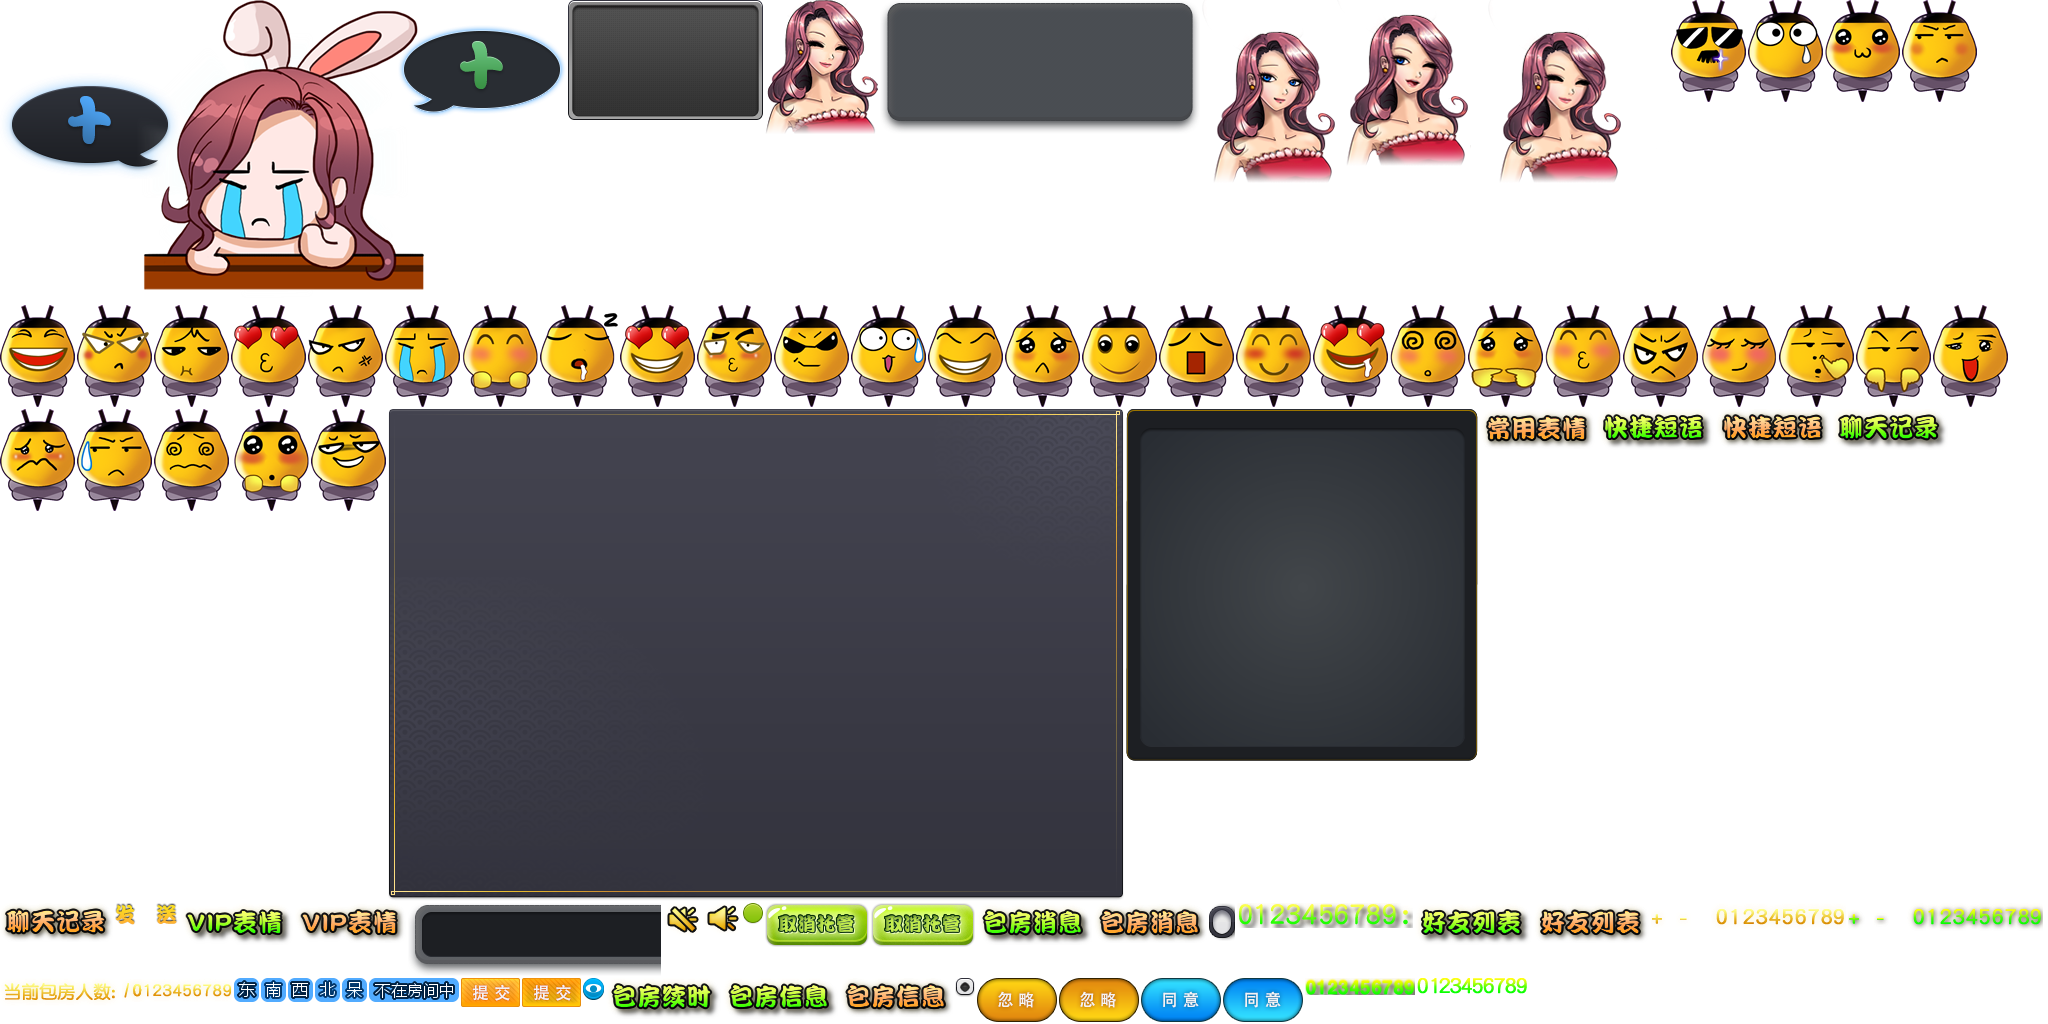 z
常用表情 快捷短语 快捷短语 聊天记录
聊天记录 发 送 VIP表情 VIP表情 取消托管 取消托管 包房消息 包房消息 0123456789: 好友列表 好友列表 + - 0123456789 + - 0123456789
当前包房人数: /0123456789 东 南 西 北 呆 不在房间中 提交 提交 包房续时 包房信息 包房信息 忽略 忽略 同意 同意 0123456789 0123456789